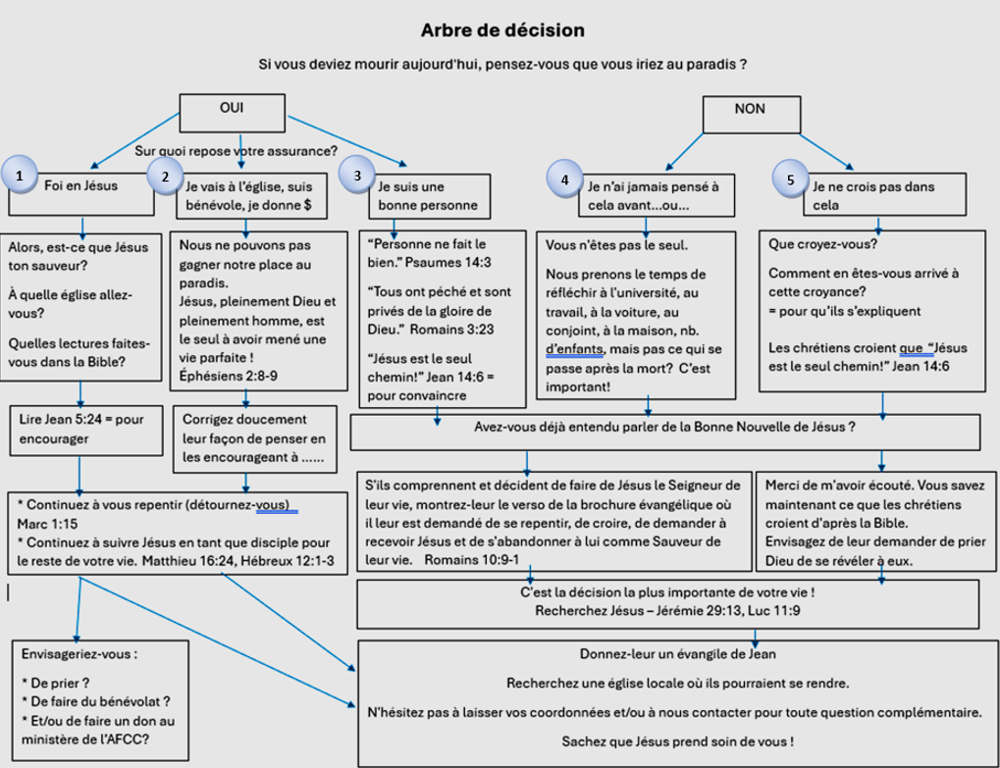 Arbre de décision
Si vous deviez mourir aujourd'hui, pensez-vous que vous iriez au paradis ?
OUI
NON
Sur quoi repose votre assurance?
1
Foi en Jésus
2
Je vais à l'église, suis
bénévole, je donne $
3
Je suis une
bonne personne
4
Je n'ai jamais pensé à
cela avant...ou...
5
Je ne crois pas dans
cela
Alors, est-ce que Jésus
ton sauveur?
À quelle église allez-
vous?
Quelles lectures faites-
vous dans la Bible?
Nous ne pouvons pas
gagner notre place au
paradis.
Jésus, pleinement Dieu et
pleinement homme, est
le seul à avoir mené une
vie parfaite !
Éphésiens 2:8-9
"Personne ne fait le
bien." Psaumes 14:3
"Tous ont péché et sont
privés de la gloire de
Dieu." Romains 3:23
"Jésus est le seul
chemin!" Jean 14:6 =
pour convaincre
Vous n'êtes pas le seul.
Nous prenons le temps de
réfléchir à l'université, au
travail, à la voiture, au
conjoint, à la maison, nb.
d'enfants, mais pas ce qui se
passe après la mort? C'est
important!
Que croyez-vous?
Comment en êtes-vous arrivé à
cette croyance?
= pour qu'ils s'expliquent
Les chrétiens croient que "Jésus
est le seul chemin!" Jean 14:6
Lire Jean 5:24 = pour
encourager
Corrigez doucement
leur façon de penser en
les encourageant à ......
Avez-vous déjà entendu parler de la Bonne Nouvelle de Jésus ?
* Continuez à vous repentir (détournez-vous)
Marc 1:15
* Continuez à suivre Jésus en tant que disciple pour
le reste de votre vie. Matthieu 16:24, Hébreux 12:1-3
S'ils comprennent et décident de faire de Jésus le Seigneur de
leur vie, montrez-leur le verso de la brochure évangélique où
il leur est demandé de se repentir, de croire, de demander à
recevoir Jésus et de s'abandonner à lui comme Sauveur de
leur vie. Romains 10:9-1
Merci de m'avoir écouté. Vous savez
maintenant ce que les chrétiens
croient d'après la Bible.
Envisagez de leur demander de prier
Dieu de se révéler à eux.
C'est la décision la plus importante de votre vie !
Recherchez Jésus – Jérémie 29:13, Luc 11:9
Envisageriez-vous :
* De prier ?
* De faire du bénévolat ?
* Et/ou de faire un don au
ministère de l'AFCC?
Donnez-leur un évangile de Jean
Recherchez une église locale où ils pourraient se rendre.
N'hésitez pas à laisser vos coordonnées et/ou à nous contacter pour toute question complémentaire.
Sachez que Jésus prend soin de vous !